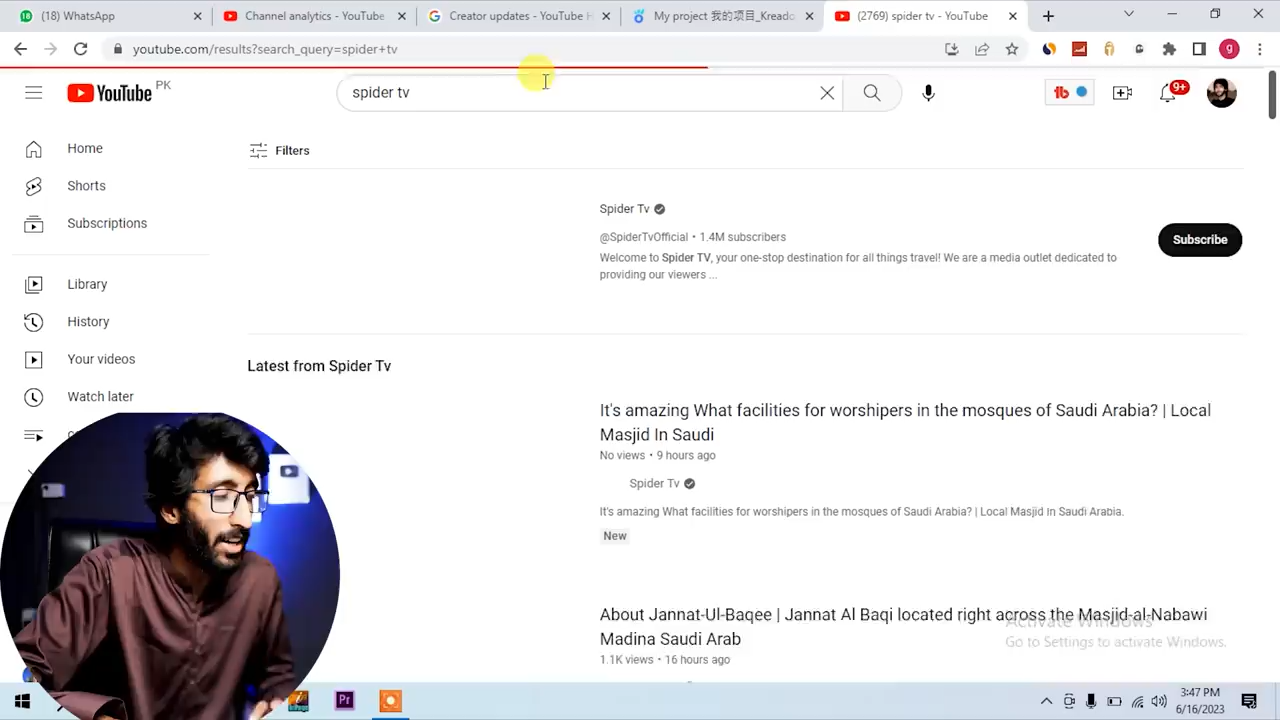 (18) WhatsApp
Channel analytics - YouTube
Creator updates - YouTube H
My project 我的项目_Kreado
(2769) spider tv - YouTube
youtube.com/results?search_query=spider+tv
YouTube PK
spider tv
9+
Home
Filters
Shorts
Spider Tv
Subscriptions
@SpiderTvOfficial • 1.4M subscribers
Subscribe
Welcome to Spider TV, your one-stop destination for all things travel! We are a media outlet dedicated to
providing our viewers ...
Library
History
Your videos
Latest from Spider Tv
Watch later
It's amazing What facilities for worshipers in the mosques of Saudi Arabia? | Local
Masjid In Saudi
No views • 9 hours ago
Spider Tv
It's amazing What facilities for worshipers in the mosques of Saudi Arabia? | Local Masjid In Saudi Arabia.
New
About Jannat-Ul-Baqee | Jannat Al Baqi located right across the Masjid-al-Nabawi
Madina Saudi Arab
1.1K views • 16 hours ago
Activate Windows
Go to Settings to activate Windows.
Pr
3:47 PM
6/16/2023